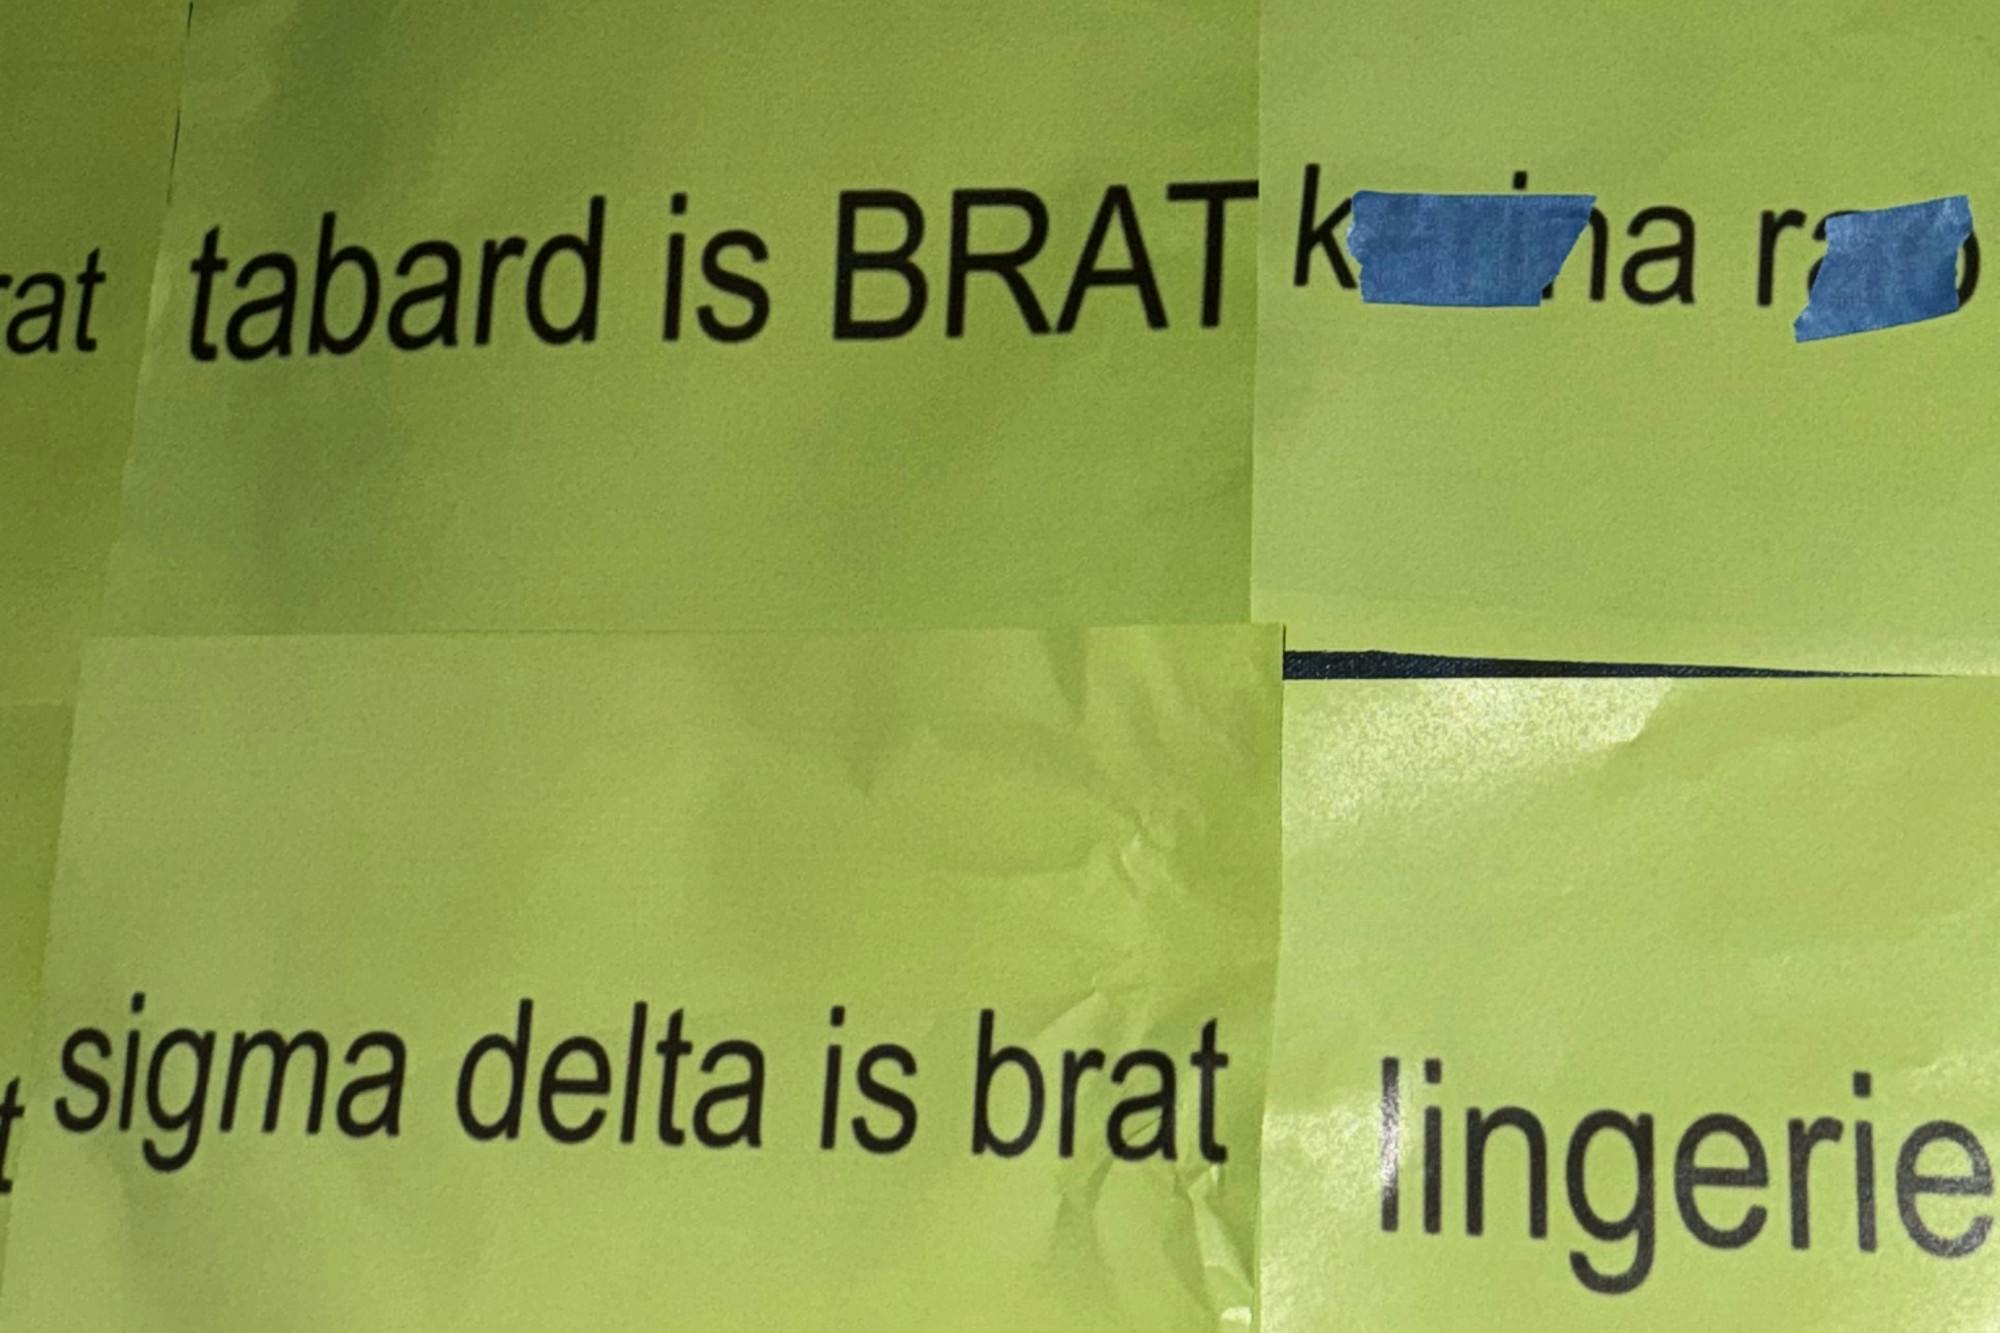 tabard is BRAT
sigma delta is brat
lingerie